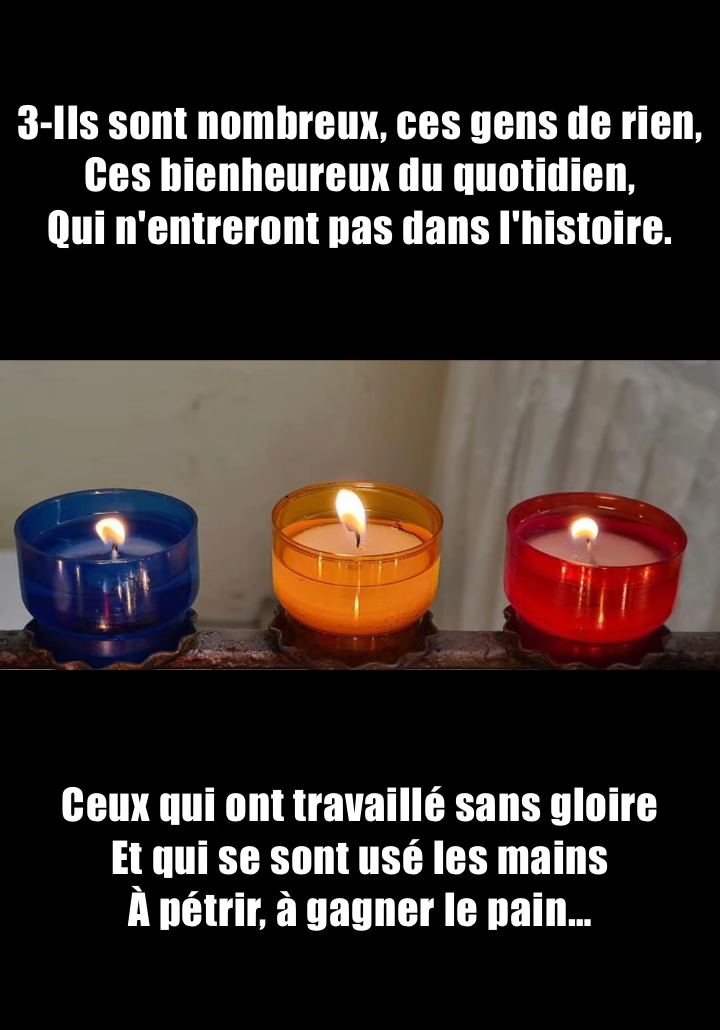 3-Ils sont nombreux, ces gens de rien,
Ces bienheureux du quotidien,
Qui n'entreront pas dans l'histoire.
Ceux qui ont travaillé sans gloire
Et qui se sont usé les mains
À pétrir, à gagner le pain...